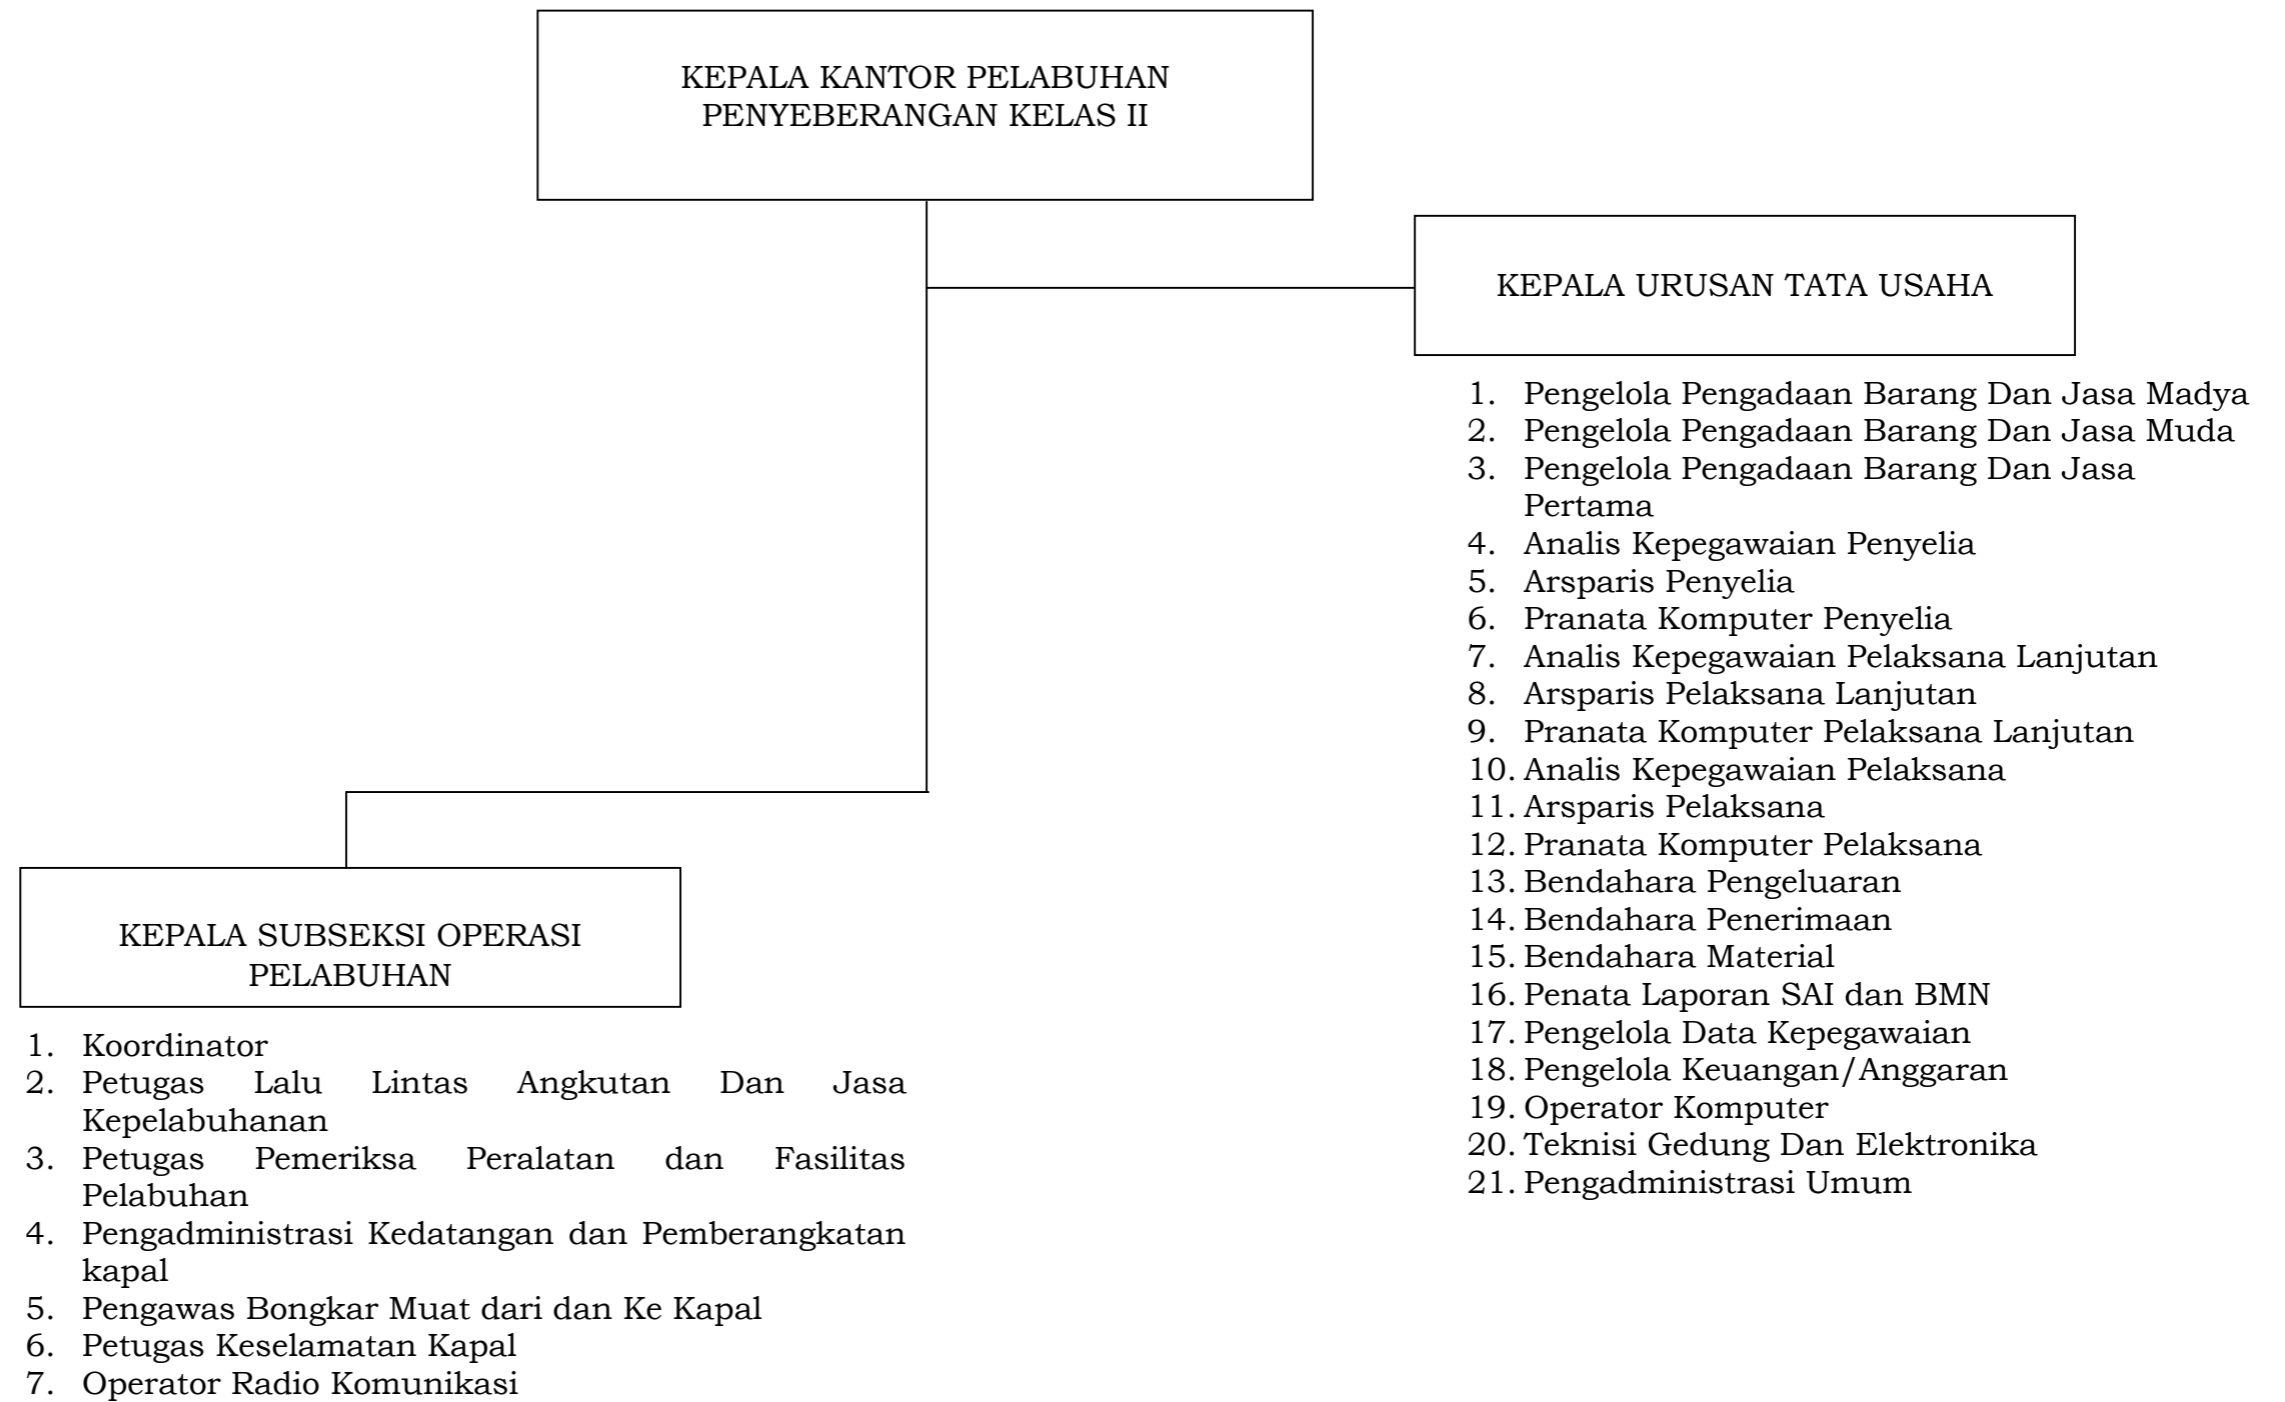 KEPALA KANTOR PELABUHAN
PENYEBERANGAN KELAS II
KEPALA URUSAN TATA USAHA
1. Pengelola Pengadaan Barang Dan Jasa Madya
2. Pengelola Pengadaan Barang Dan Jasa Muda
3. Pengelola Pengadaan Barang Dan Jasa
Pertama
4. Analis Kepegawaian Penyelia
5. Arsparis Penyelia
6. Pranata Komputer Penyelia
7. Analis Kepegawaian Pelaksana Lanjutan
8. Arsparis Pelaksana Lanjutan
9. Pranata Komputer Pelaksana Lanjutan
10. Analis Kepegawaian Pelaksana
11. Arsparis Pelaksana
12. Pranata Komputer Pelaksana
13. Bendahara Pengeluaran
14. Bendahara Penerimaan
15. Bendahara Material
16. Penata Laporan SAI dan BMN
17. Pengelola Data Kepegawaian
18. Pengelola Keuangan/Anggaran
19. Operator Komputer
20. Teknisi Gedung Dan Elektronika
21. Pengadministrasi Umum
KEPALA SUBSEKSI OPERASI
PELABUHAN
1. Koordinator
2. Petugas Lalu Lintas Angkutan Dan Jasa
Kepelabuhanan
3. Petugas Pemeriksa Peralatan dan Fasilitas
Pelabuhan
4. Pengadministrasi Kedatangan dan Pemberangkatan
kapal
5. Pengawas Bongkar Muat dari dan Ke Kapal
6. Petugas Keselamatan Kapal
7. Operator Radio Komunikasi